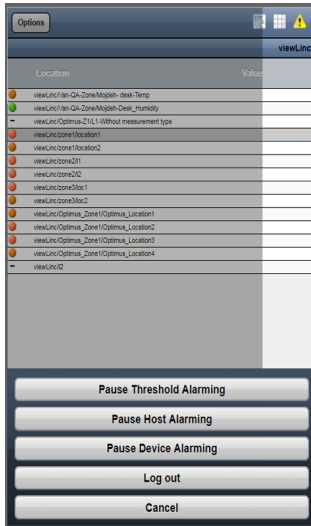 Options
viewLinc
Location Value
viewLinc/Van-QA-Zone/Mojdeh- desk-Temp
viewLinc/Van-QA-Zone/Mojdeh-Desk_Humidity
viewLinc/Optimus-Z1/L1-Without measurement type
viewLinc/zone1/location1
viewLinc/zone1/location2
viewLinc/zone2/l1
viewLinc/zone2/l2
viewLinc/zone3/loc1
viewLinc/zone3/loc2
viewLinc/Optimus_Zone1/Optimus_Location1
viewLinc/Optimus_Zone1/Optimus_Location2
viewLinc/Optimus_Zone1/Optimus_Location3
viewLinc/Optimus_Zone1/Optimus_Location4
viewLinc/l2
Pause Threshold Alarming
Pause Host Alarming
Pause Device Alarming
Log out
Cancel